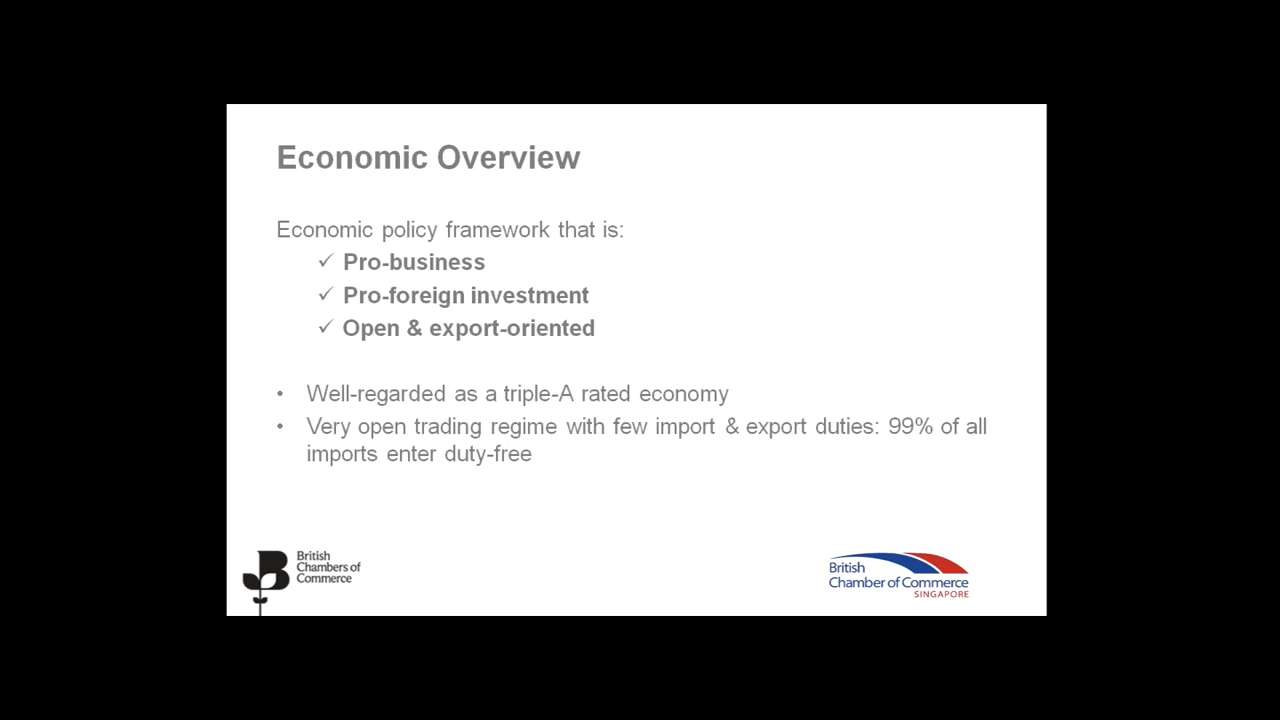 Economic Overview
Economic policy framework that is:
✓ Pro-business
✓ Pro-foreign investment
✓ Open & export-oriented
• Well-regarded as a triple-A rated economy
• Very open trading regime with few import & export duties: 99% of all
imports enter duty-free
British
Chambers of
Commerce
British
Chamber of Commerce
SINGAPORE